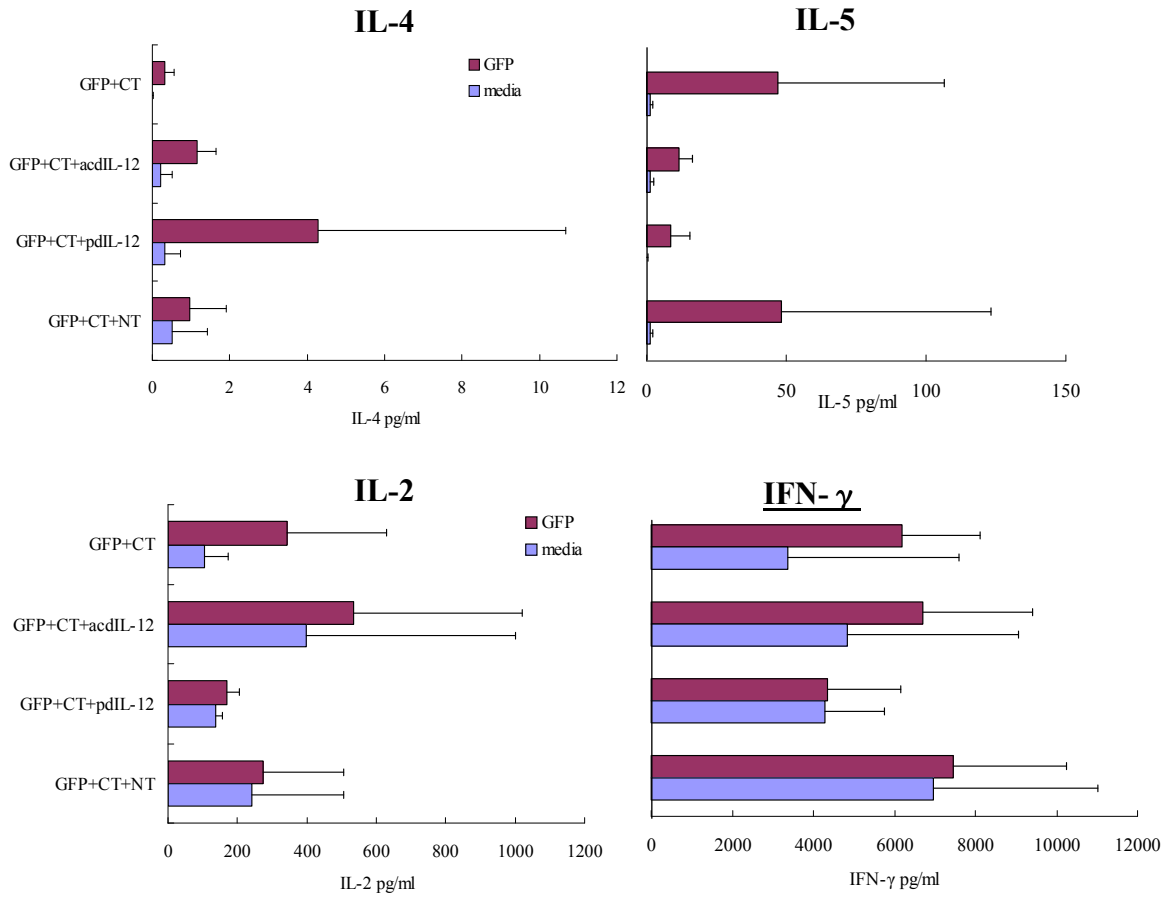 IL-4
GFP
media
GFP+CT
GFP+CT+acdIL-12
GFP+CT+pdIL-12
GFP+CT+NT
0 2 4 6 8 10 12
IL-4 pg/ml
IL-5
0 50 100 150
IL-5 pg/ml
IL-2
GFP
media
GFP+CT
GFP+CT+acdIL-12
GFP+CT+pdIL-12
GFP+CT+NT
0 200 400 600 800 1000 1200
IL-2 pg/ml
IFN- γ
0 2000 4000 6000 8000 10000 12000
IFN-γ pg/ml